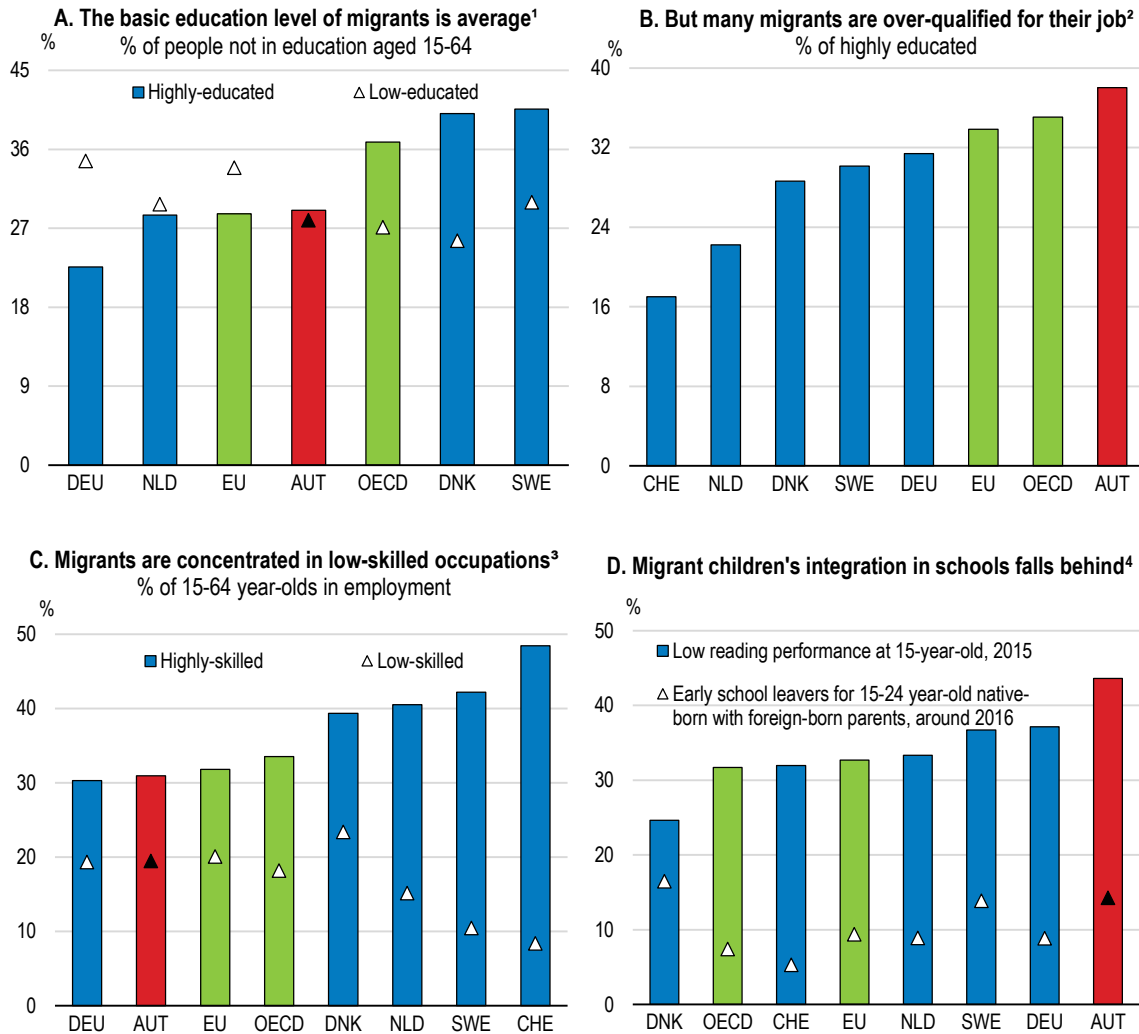 A. The basic education level of migrants is average¹
% of people not in education aged 15-64
%
45
36
27
18
9
0
Highly-educated
Low-educated
DEU NLD EU AUT OECD DNK SWE
B. But many migrants are over-qualified for their job²
% of highly educated
%
40
32
24
16
8
0
CHE NLD DNK SWE DEU EU OECD AUT
C. Migrants are concentrated in low-skilled occupations³
% of 15-64 year-olds in employment
%
50
40
30
20
10
0
Highly-skilled
Low-skilled
DEU AUT EU OECD DNK NLD SWE CHE
D. Migrant children's integration in schools falls behind⁴
%
50
40
30
20
10
0
Low reading performance at 15-year-old, 2015
Early school leavers for 15-24 year-old native-
born with foreign-born parents, around 2016
DNK OECD CHE EU NLD SWE DEU AUT